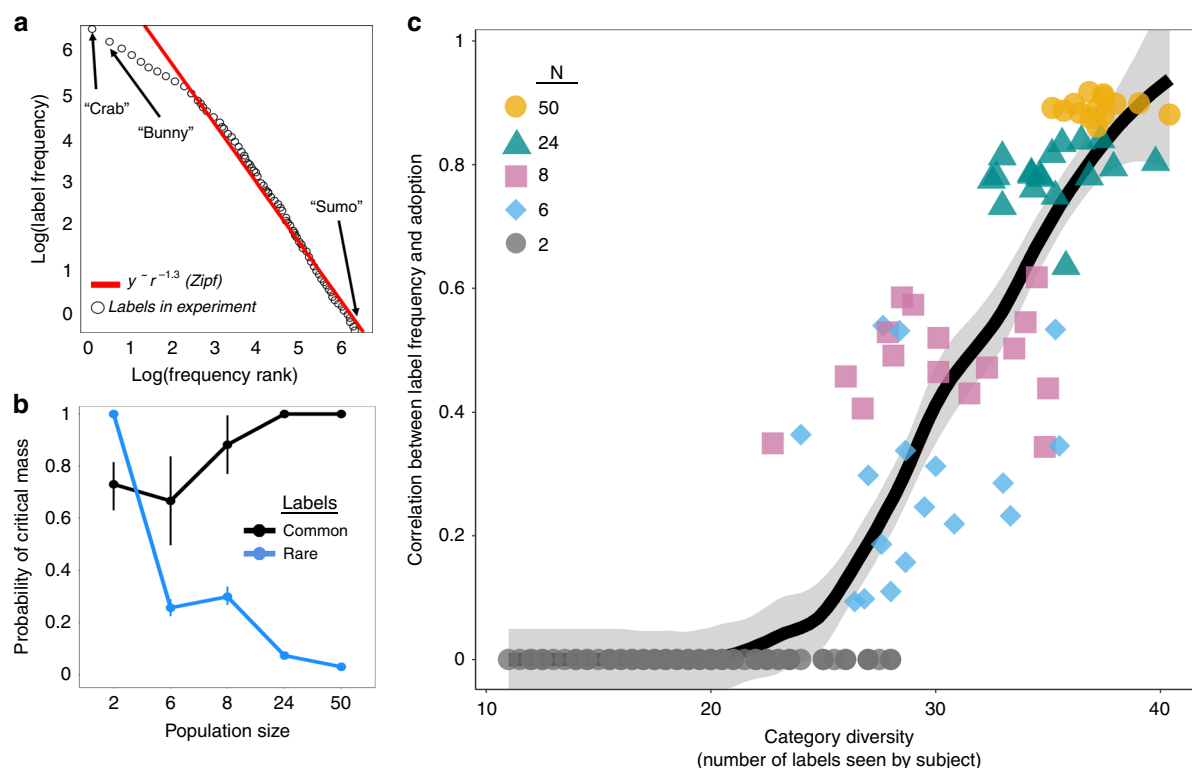 a
Log(label frequency)
6
5
4
3
2
1
0
"Crab"
"Bunny"
"Sumo"
y ~ r −1.3 (Zipf)
Labels in experiment
0 1 2 3 4 5 6
Log(frequency rank)
b
Probability of critical mass
1
0.8
0.6
0.4
0.2
0
Labels
Common
Rare
2 6 8 24 50
Population size
c
Correlation between label frequency and adoption
1
0.8
0.6
0.4
0.2
0
N
50
24
8
6
2
10 20 30 40
Category diversity
(number of labels seen by subject)